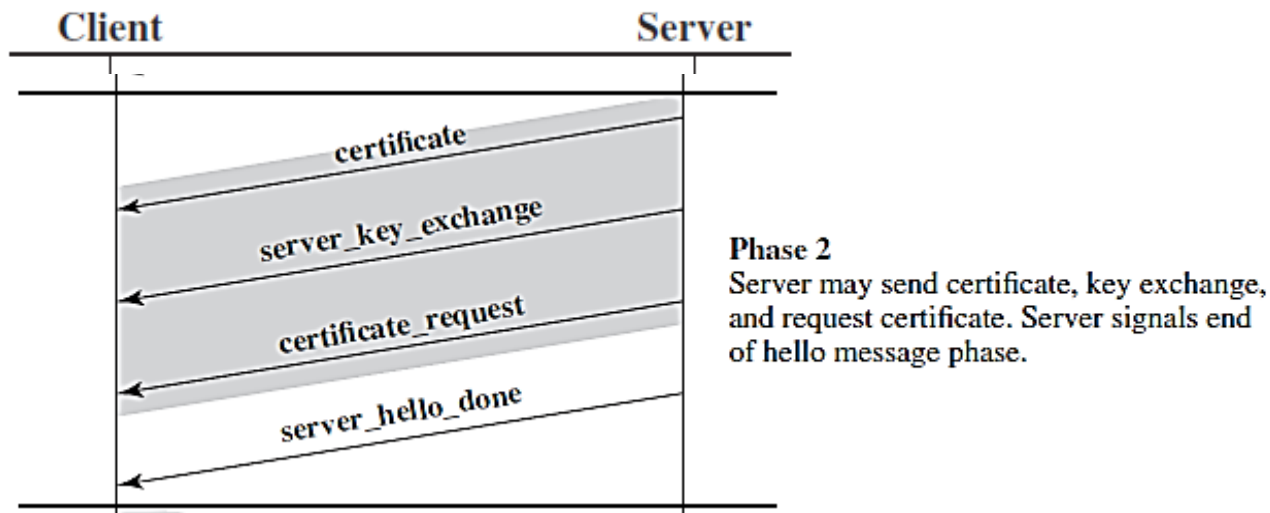 Client Server
certificate
server_key_exchange
certificate_request
server_hello_done
Phase 2
Server may send certificate, key exchange,
and request certificate. Server signals end
of hello message phase.